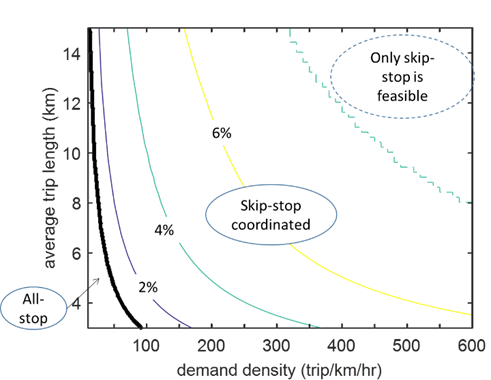 14
12
10
8
6
4
average trip length (km)
Only skip-
stop is
feasible
6%
Skip-stop
coordinated
4%
2%
All-
stop
100
200
300
400
500
600
demand density (trip/km/hr)